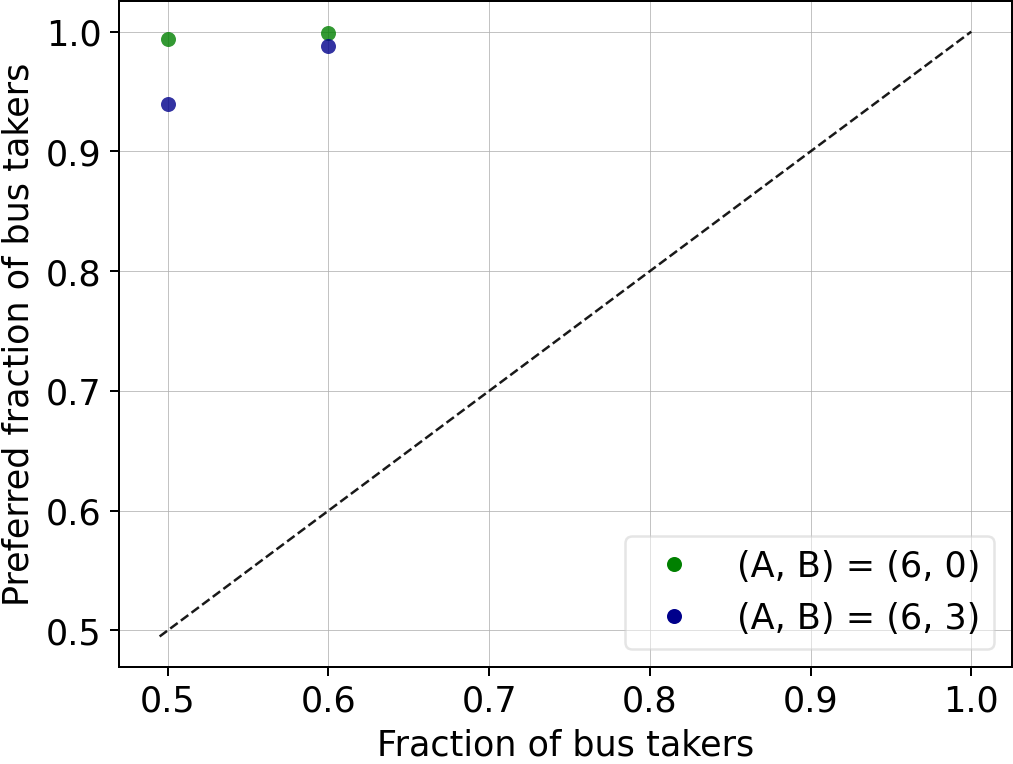 Preferred fraction of bus takers
1.0
0.9
0.8
0.7
0.6
0.5
(A, B) = (6, 0)
(A, B) = (6, 3)
0.5 0.6 0.7 0.8 0.9 1.0
Fraction of bus takers